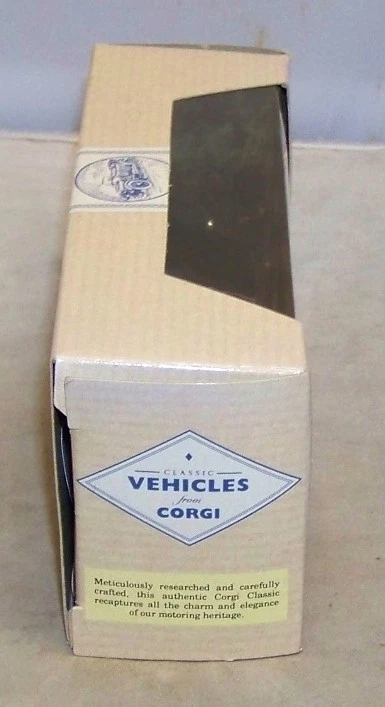 CLASSIC
VEHICLES
from
CORGI
Meticulously researched and carefully
crafted, this authentic Corgi Classic
recaptures all the charm and elegance
of our motoring heritage.